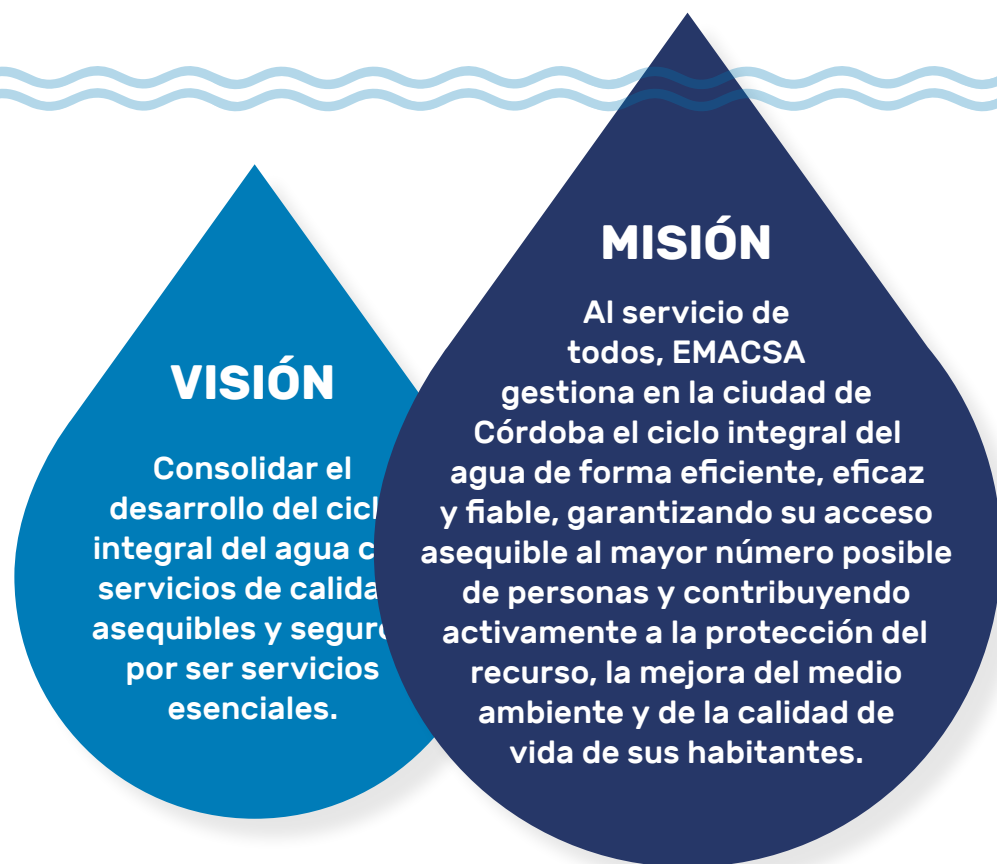 VISIÓN
Consolidar el
desarrollo del cicl
integral del agua c
servicios de calida
asequibles y segur
por ser servicios
esenciales.
MISIÓN
Al servicio de
todos, EMACSA
gestiona en la ciudad de
Córdoba el ciclo integral del
agua de forma eficiente, eficaz
y fiable, garantizando su acceso
asequible al mayor número posible
de personas y contribuyendo
activamente a la protección del
recurso, la mejora del medio
ambiente y de la calidad de
vida de sus habitantes.